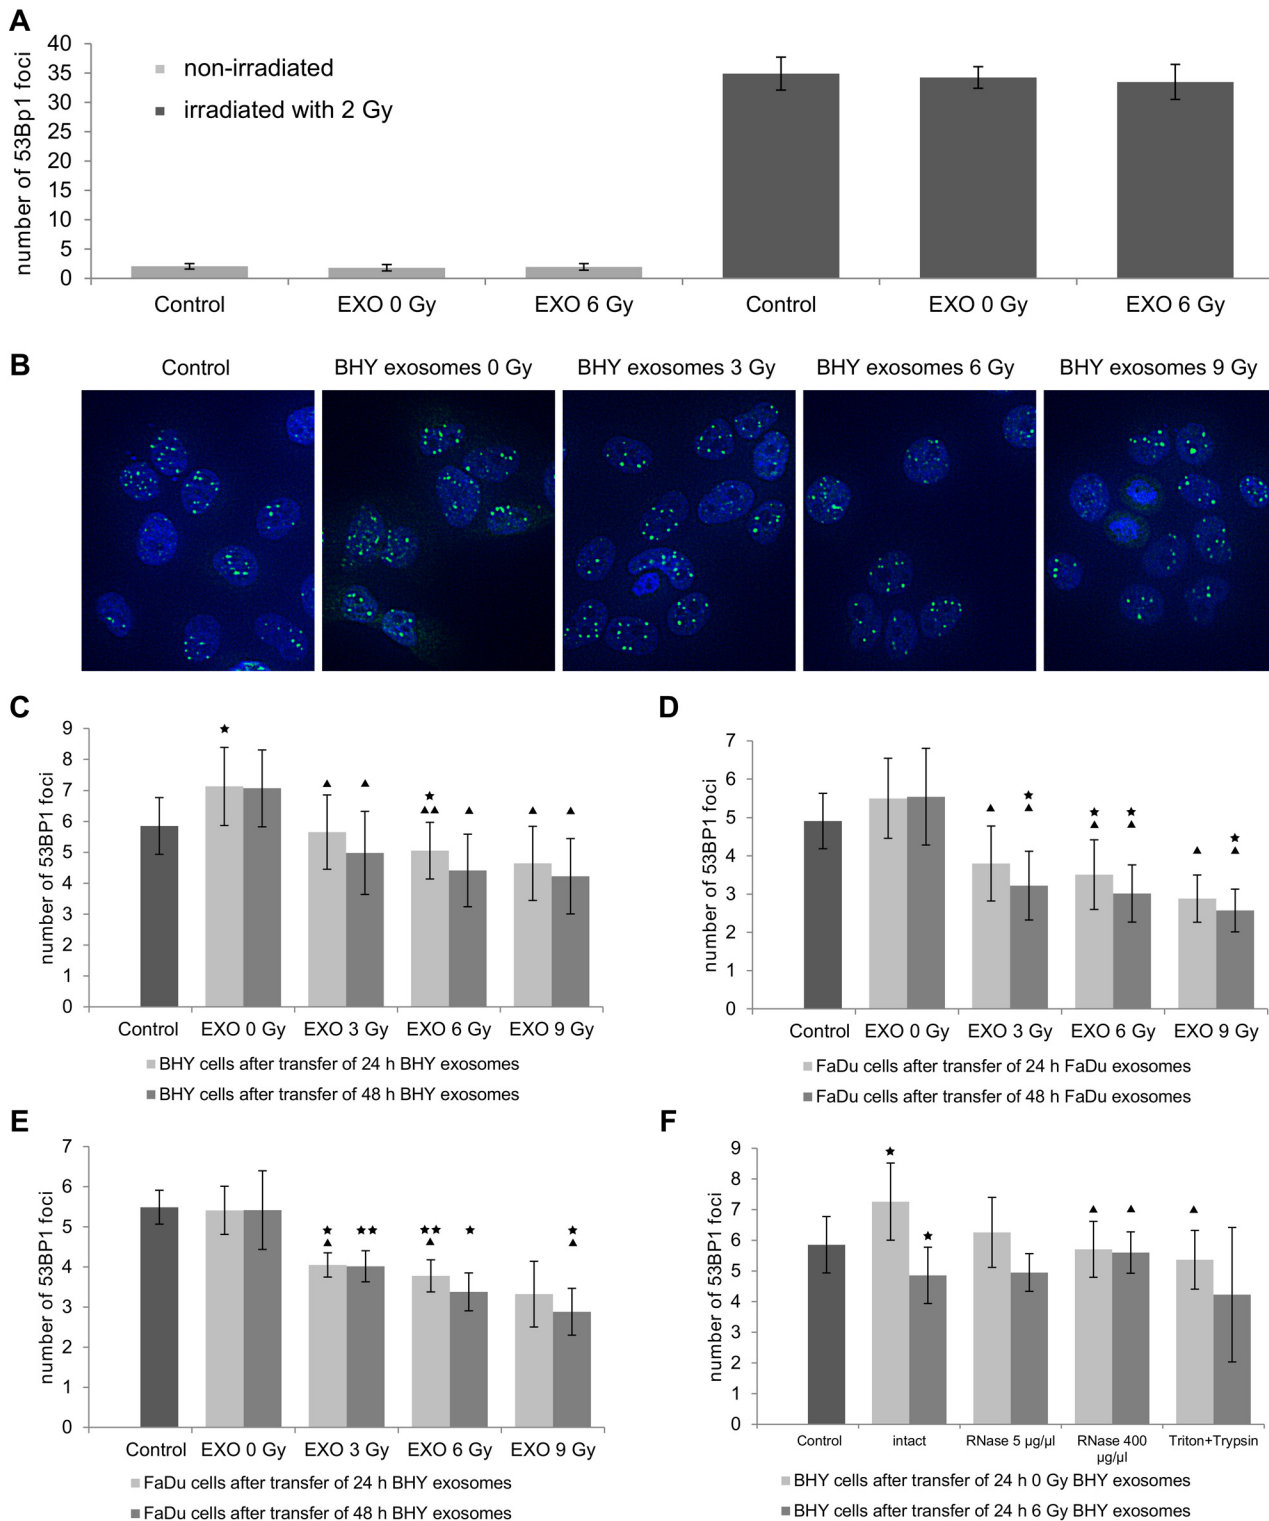 A
number of 53Bp1 foci
40
35
30
25
20
15
10
5
0
non-irradiated
irradiated with 2 Gy
Control EXO 0 Gy EXO 6 Gy Control EXO 0 Gy EXO 6 Gy
B
Control BHY exosomes 0 Gy BHY exosomes 3 Gy BHY exosomes 6 Gy BHY exosomes 9 Gy
C
number of 53BP1 foci
9
8
7
6
5
4
3
2
1
0
Control EXO 0 Gy EXO 3 Gy EXO 6 Gy EXO 9 Gy
BHY cells after transfer of 24 h BHY exosomes
BHY cells after transfer of 48 h BHY exosomes
D
number of 53BP1 foci
7
6
5
4
3
2
1
0
Control EXO 0 Gy EXO 3 Gy EXO 6 Gy EXO 9 Gy
FaDu cells after transfer of 24 h FaDu exosomes
FaDu cells after transfer of 48 h FaDu exosomes
E
number of 53BP1 foci
7
6
5
4
3
2
1
0
Control EXO 0 Gy EXO 3 Gy EXO 6 Gy EXO 9 Gy
FaDu cells after transfer of 24 h BHY exosomes
FaDu cells after transfer of 48 h BHY exosomes
F
number of 53BP1 foci
9
8
7
6
5
4
3
2
1
0
Control intact RNase 5 µg/µl RNase 400 Triton+Trypsin
µg/µl
BHY cells after transfer of 24 h 0 Gy BHY exosomes
BHY cells after transfer of 24 h 6 Gy BHY exosomes